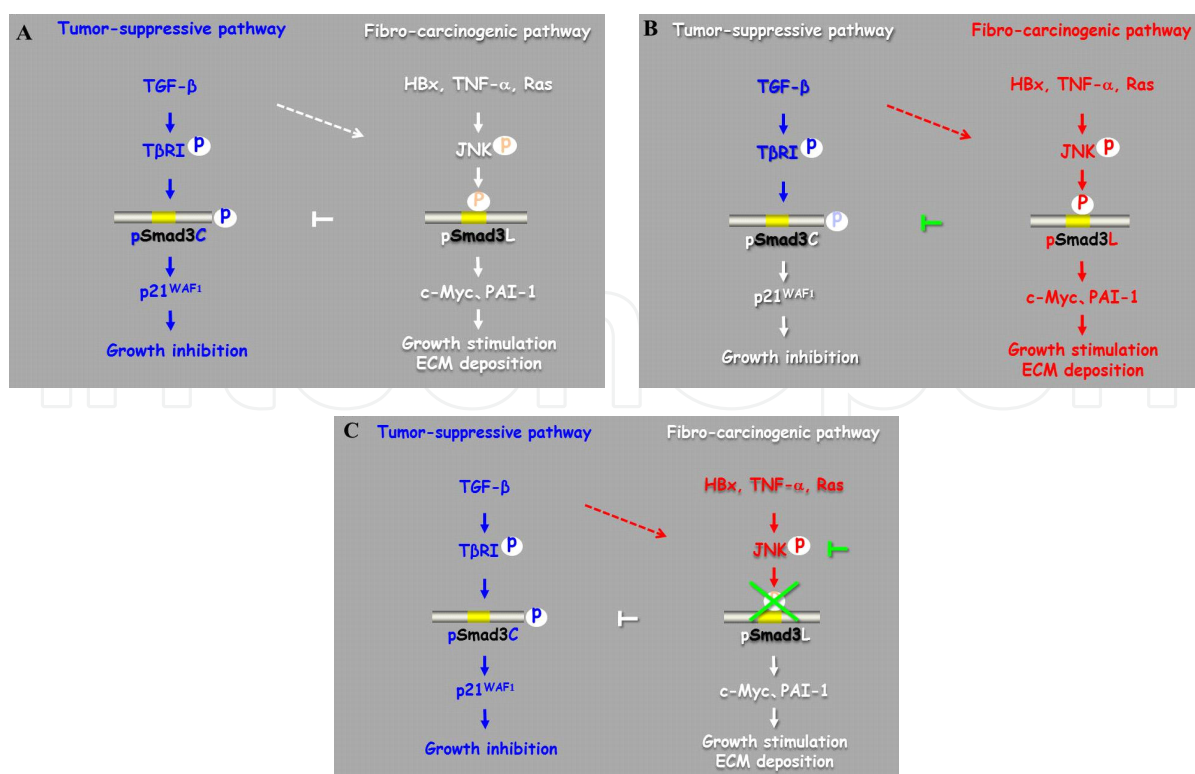 A
Tumor-suppressive pathway
Fibro-carcinogenic pathway
TGF-β
HBx, TNF-α, Ras
TβRI P
JNK P
P
P
pSmad3C
pSmad3L
p21WAF1
c-Myc、PAI-1
Growth inhibition
Growth stimulation
ECM deposition
B
Tumor-suppressive pathway
Fibro-carcinogenic pathway
TGF-β
HBx, TNF-α, Ras
TβRI P
JNK P
P
P
pSmad3C
pSmad3L
p21WAF1
c-Myc、PAI-1
Growth inhibition
Growth stimulation
ECM deposition
C
Tumor-suppressive pathway
Fibro-carcinogenic pathway
TGF-β
HBx, TNF-α, Ras
TβRI P
JNK P
P
pSmad3C
pSmad3L
p21WAF1
c-Myc、PAI-1
Growth inhibition
Growth stimulation
ECM deposition